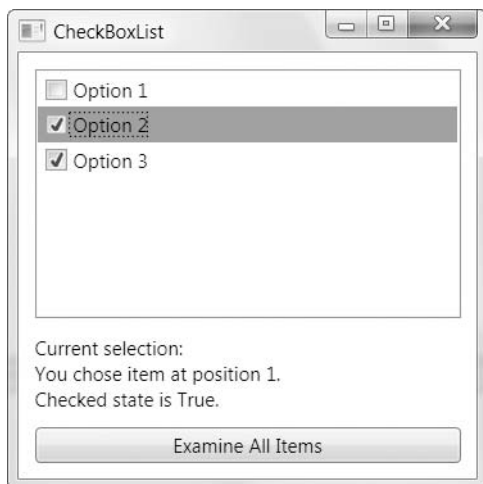 CheckBoxList
Option 1
Option 2
Option 3
Current selection:
You chose item at position 1.
Checked state is True.
Examine All Items